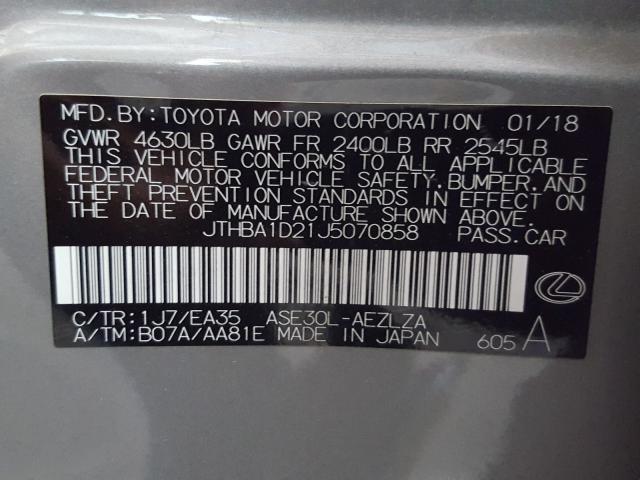 MFD.BY:TOYOTA MOTOR CORPORATION 01/18
GVWR 4630LB GAWR FR 2400LB RR 2545LB
THIS VEHICLE CONFORMS TO ALL APPLICABLE
FEDERAL MOTOR VEHICLE SAFETY,BUMPER,AND
THEFT PREVENTION STANDARDS IN EFFECT ON
THE DATE OF MANUFACTURE SHOWN ABOVE.
JTHBA1D21J5070858 PASS.CAR
C/TR:1J7/EA35 ASE30L-AEZLZA
A/TM:B07A/AA81E MADE IN JAPAN 605 A